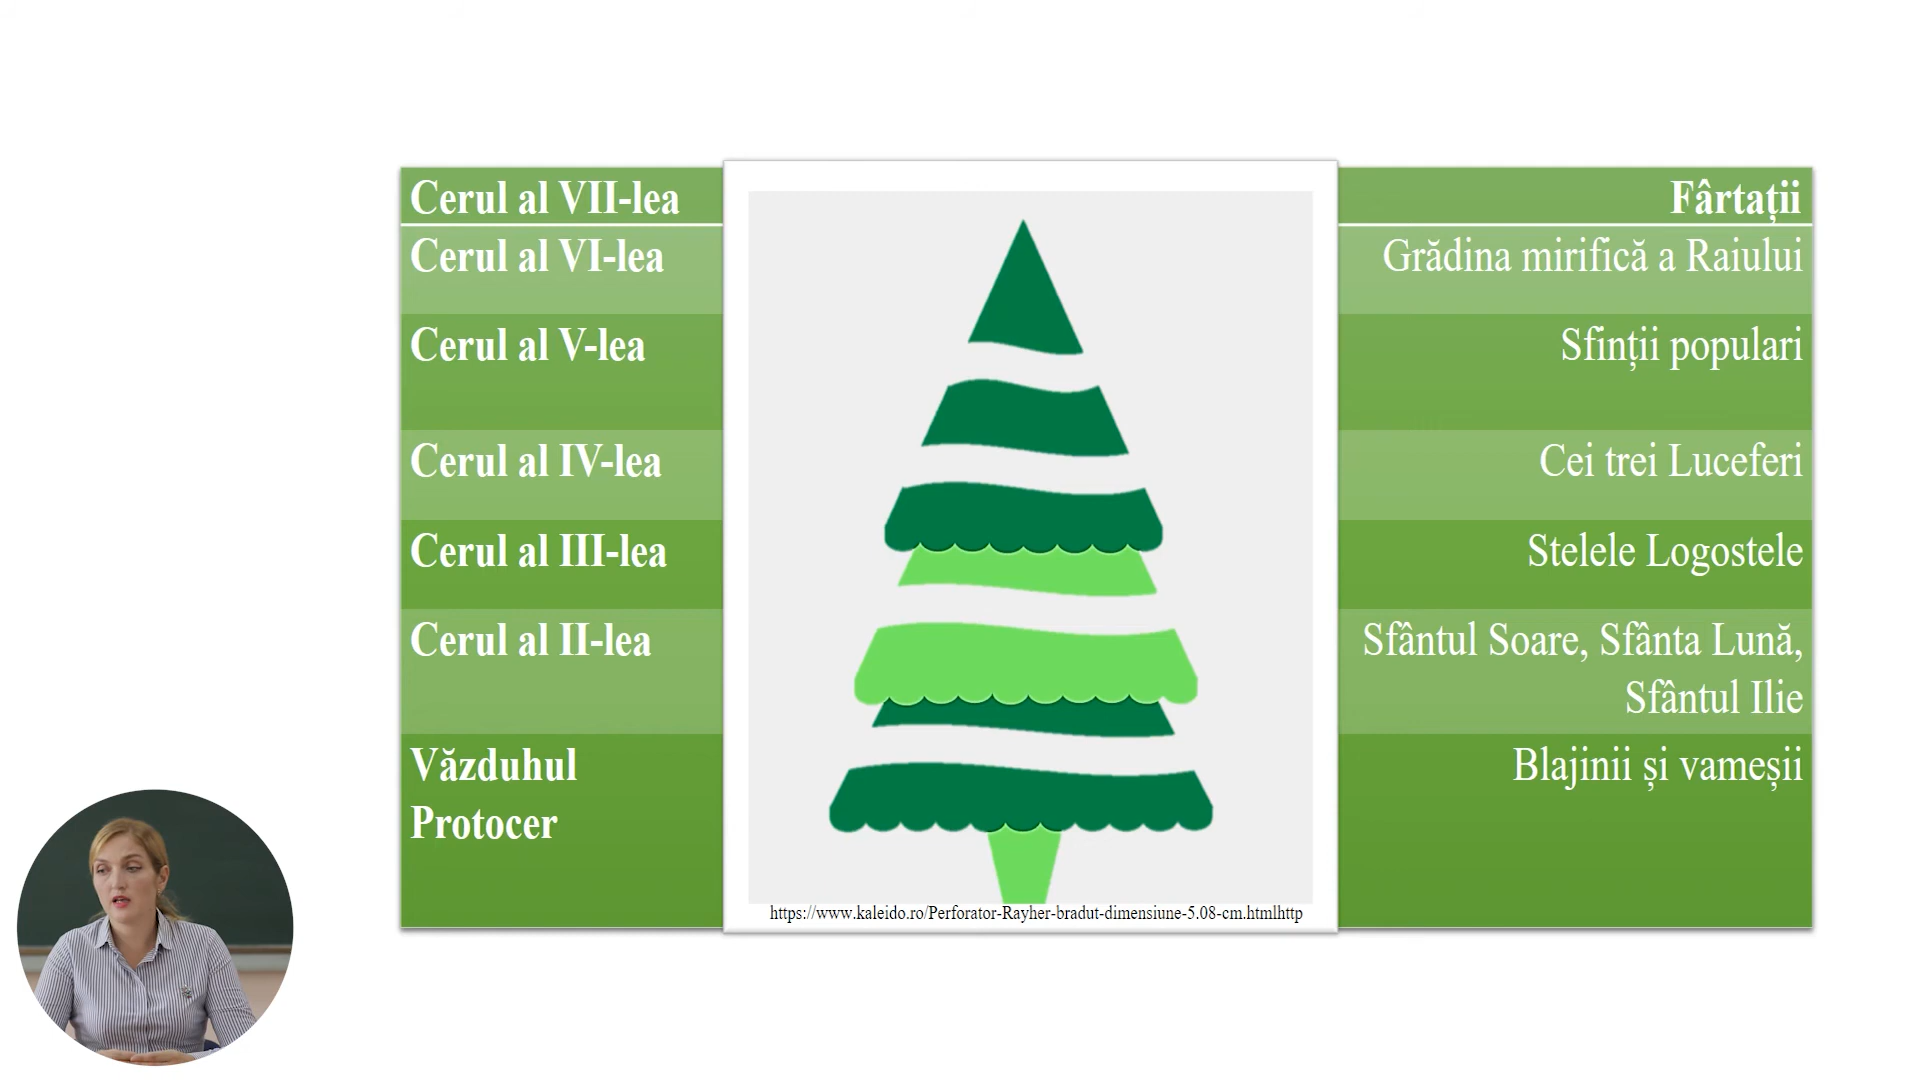 Cerul al VII-lea
Fârtații
Cerul al VI-lea
Grădina mirifică a Raiului
Cerul al V-lea
Sfinții populari
Cerul al IV-lea
Cei trei Luceferi
Cerul al III-lea
Stelele Logostele
Cerul al II-lea
Sfântul Soare, Sfânta Lună,
Sfântul Ilie
Văzduhul
Protocer
Blajinii și vameșii
https://www.kaleido.ro/Perforator-Rayher-bradut-dimensiune-5.08-cm.htmlhttp